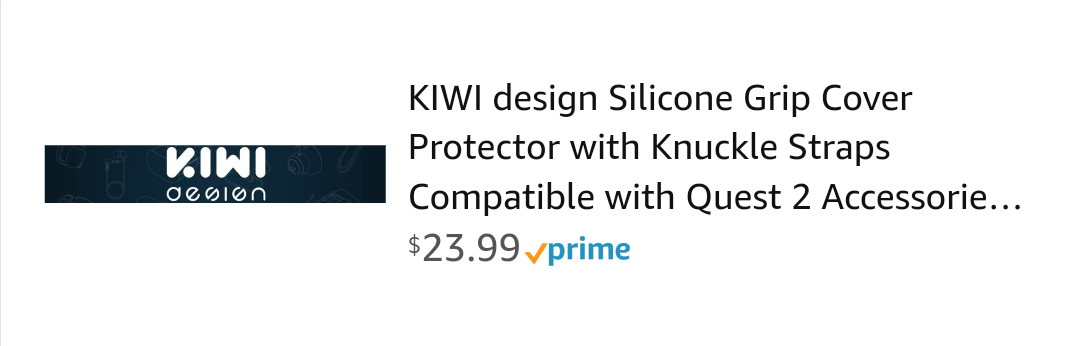 KIWI
design
KIWI design Silicone Grip Cover
Protector with Knuckle Straps
Compatible with Quest 2 Accessorie…
$23.99 prime